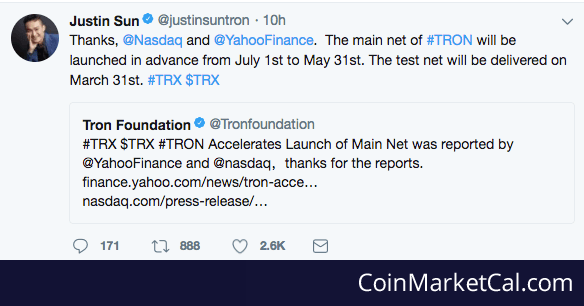 Justin Sun @justinsuntron · 10h
Thanks, @Nasdaq and @YahooFinance. The main net of #TRON will be
launched in advance from July 1st to May 31st. The test net will be delivered on
March 31st. #TRX $TRX
Tron Foundation @Tronfoundation
#TRX $TRX #TRON Accelerates Launch of Main Net was reported by
@YahooFinance and @nasdaq，thanks for the reports.
finance.yahoo.com/news/tron-acce…
nasdaq.com/press-release/…
171 888 2.6K
CoinMarketCal.com